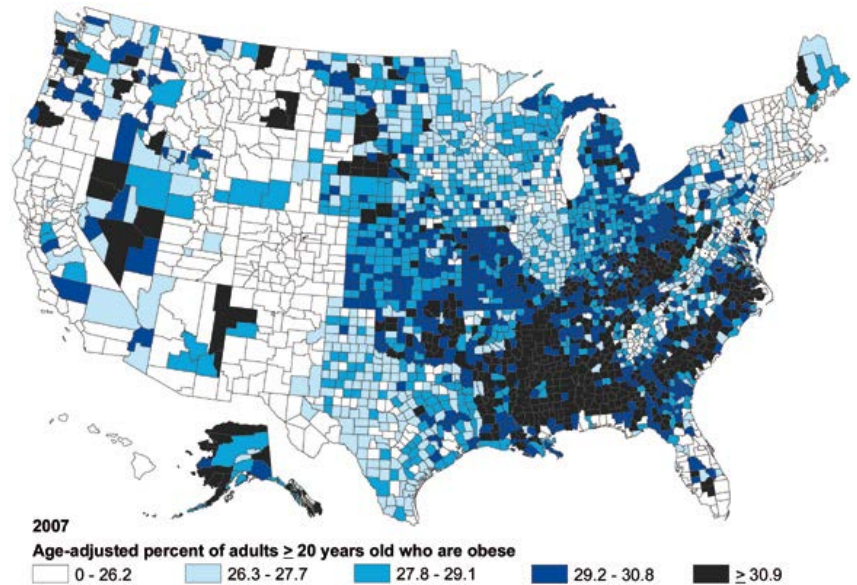 2007
Age-adjusted percent of adults ≥ 20 years old who are obese
0 - 26.2 26.3 - 27.7 27.8 - 29.1 29.2 - 30.8 ≥ 30.9